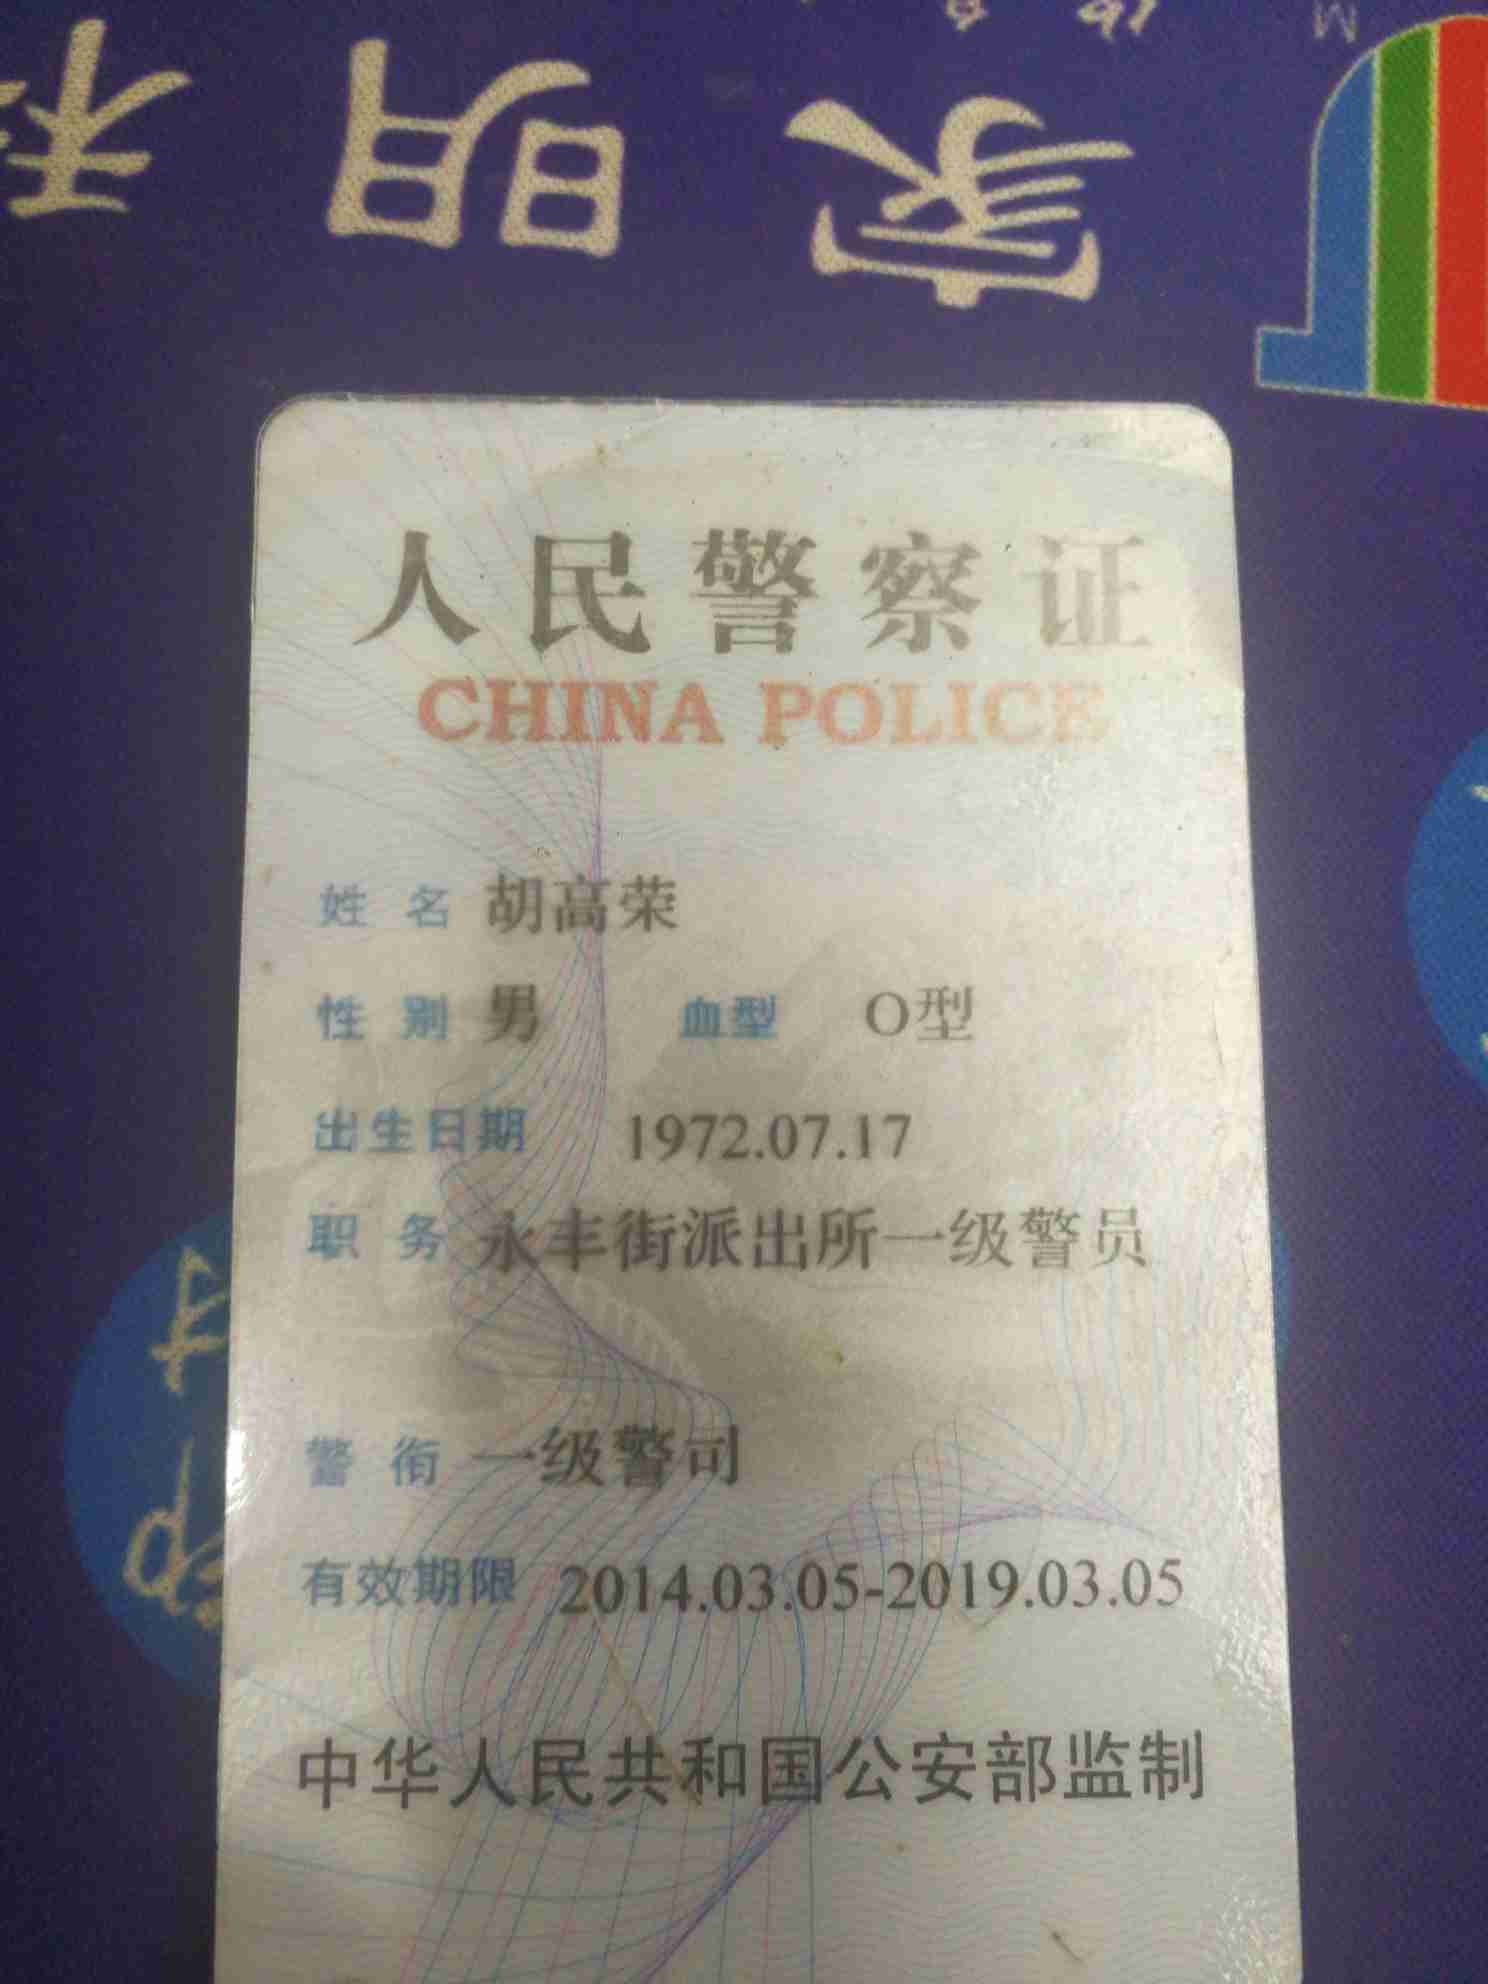 家明
M
人民警察证
CHINA POLICE
姓 名 胡高荣
性 别 男 血型 O型
出生日期 1972.07.17
职 务 永丰街派出所一级警员
警 衔 一级警司
有效期限 2014.03.05-2019.03.05
中华人民共和国公安部监制